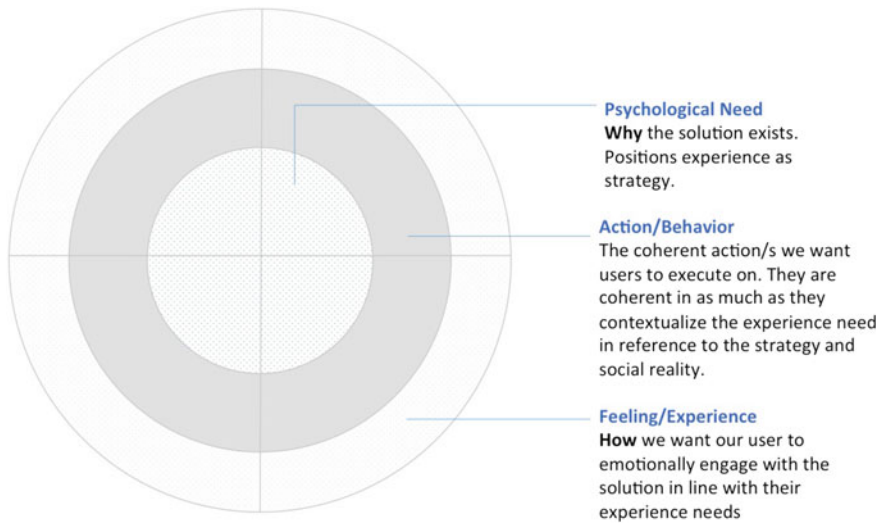 Psychological Need
Why the solution exists.
Positions experience as
strategy.
Action/Behavior
The coherent action/s we want
users to execute on. They are
coherent in as much as they
contextualize the experience need
in reference to the strategy and
social reality.
Feeling/Experience
How we want our user to
emotionally engage with the
solution in line with their
experience needs